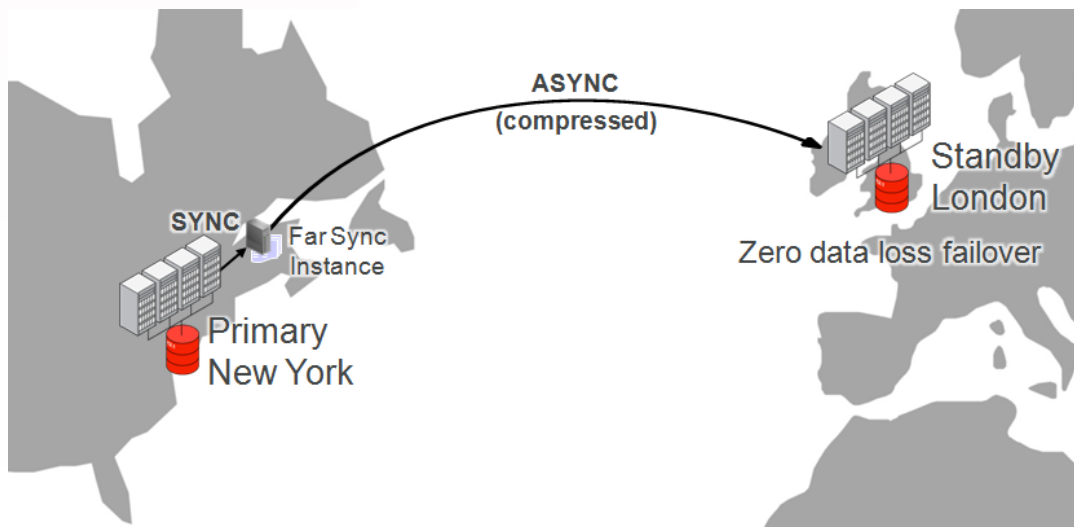 ASYNC
(compressed)
Standby
London
SYNC
Far Sync
Instance
Zero data loss failover
Primary
New York